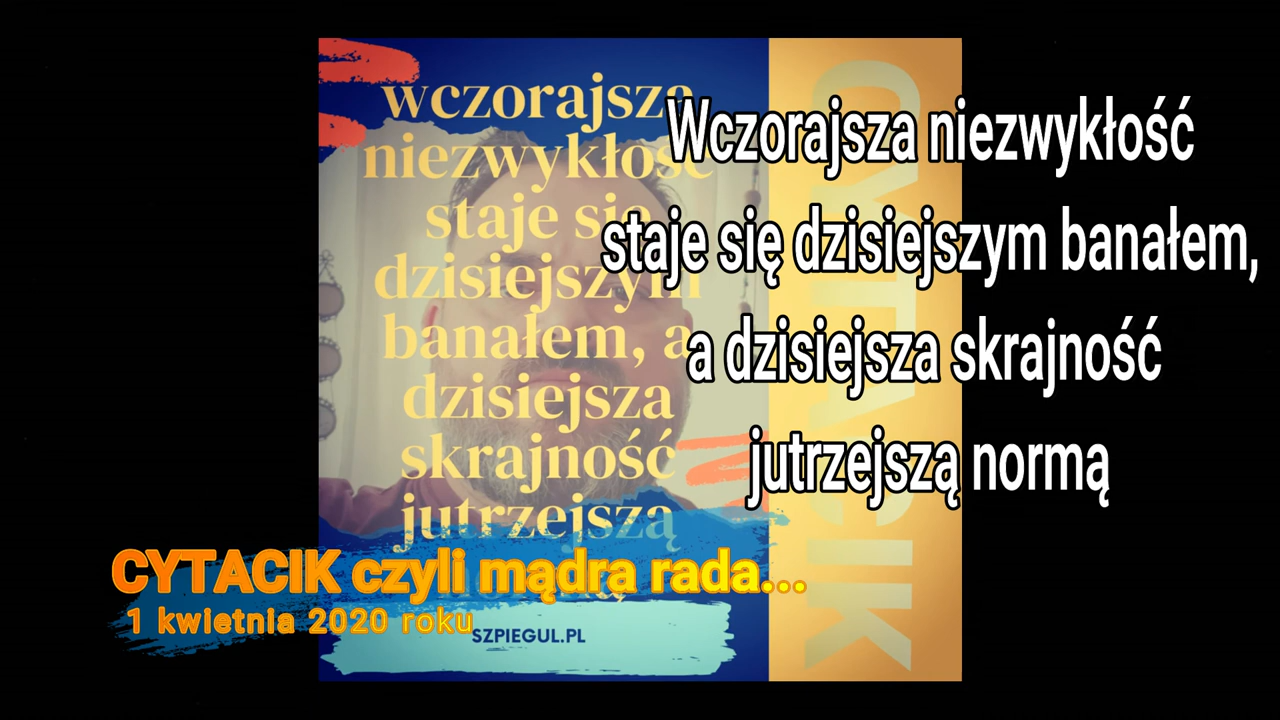 wczorajsza
niezwykłość
staje się
dzisiejszym
banałem, a
dzisiejsza
skrajność
jutrzejszą
SZPIEGUL.PL
CYTACIK
Wczorajsza niezwykłość
staje się dzisiejszym banałem,
a dzisiejsza skrajność
jutrzejszą normą
CYTACIK czyli mądra rada...
1 kwietnia 2020 roku